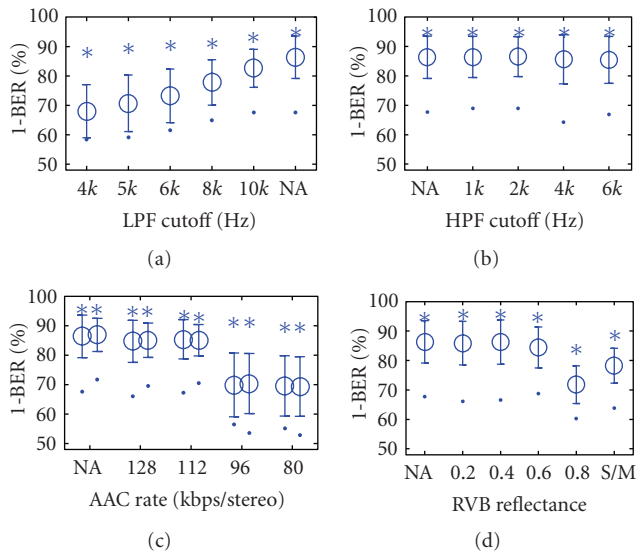 100
90
80
70
60
50
1-BER (%)
4k 5k 6k 8k 10k NA
LPF cutoff (Hz)
(a)
100
90
80
70
60
50
1-BER (%)
NA 1k 2k 4k 6k
HPF cutoff (Hz)
(b)
100
90
80
70
60
50
1-BER (%)
NA 128 112 96 80
AAC rate (kbps/stereo)
(c)
100
90
80
70
60
50
1-BER (%)
NA 0.2 0.4 0.6 0.8 S/M
RVB reflectance
(d)